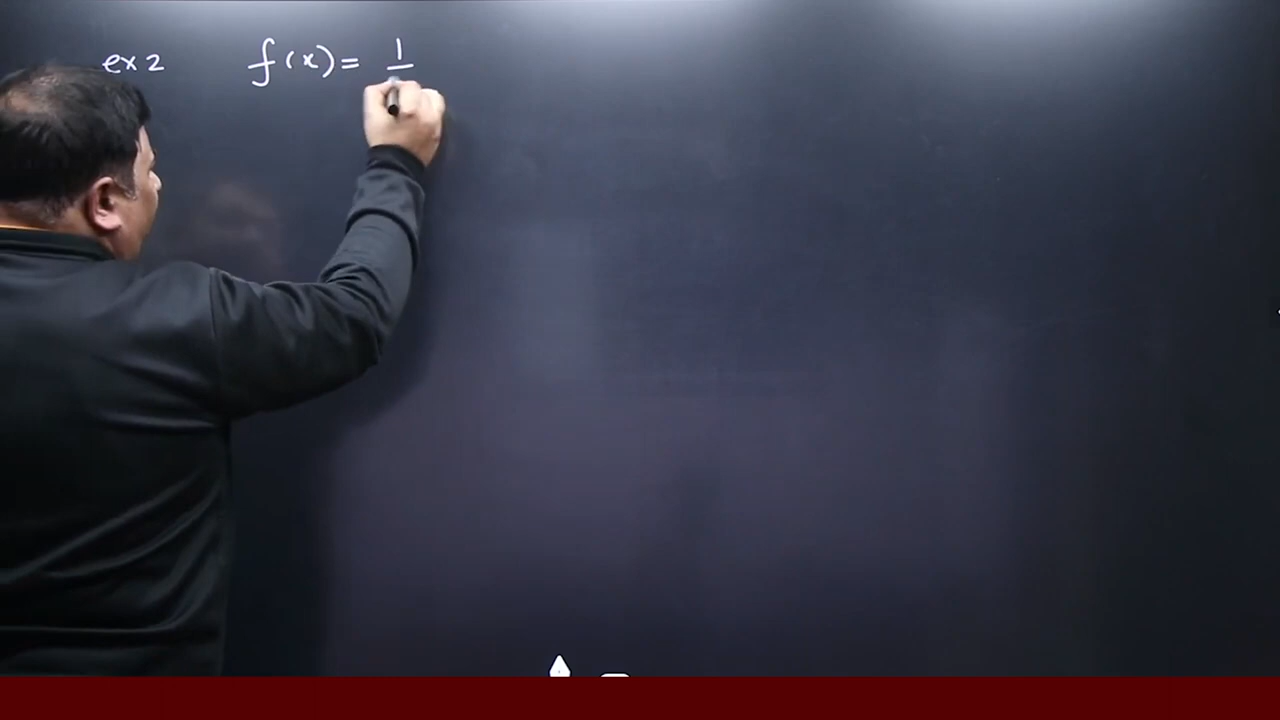 ex 2 f(x) = 1/